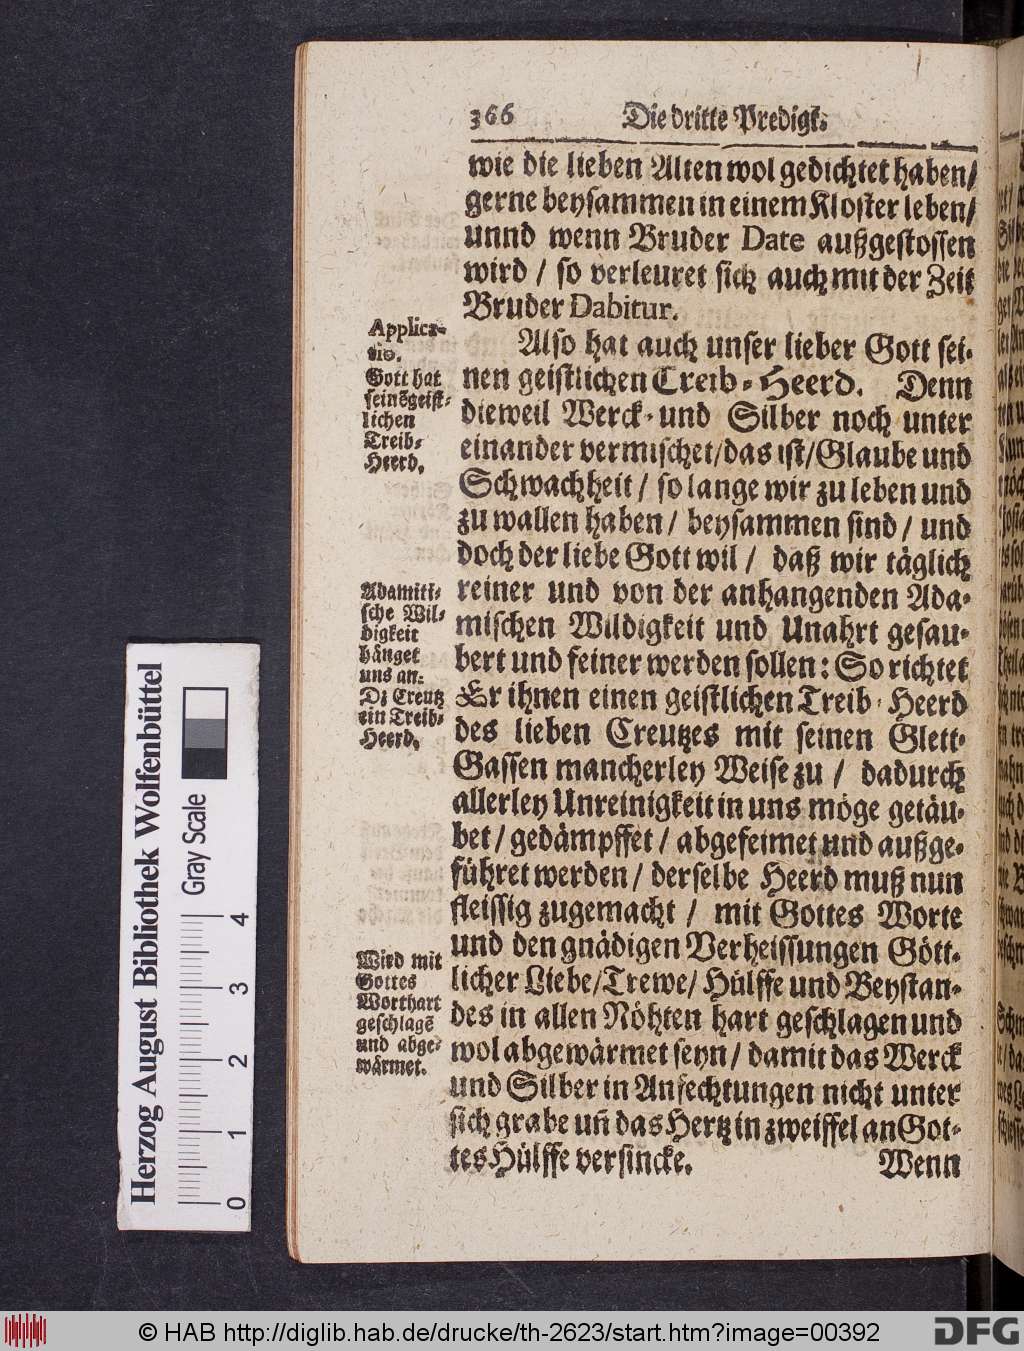 366 Die dritte Predigt.
wie die lieben Alten wol gedichtet haben/
gerne beysammen in einem Kloster leben/
unnd wenn Bruder Date außgestossen
wird / so verleuret sich auch mit der Zeit
Bruder Dabitur.
Applica-
tio.
Gott hat
seinē geist-
lichen
Treib-
Heerd.
Also hat auch unser lieber Gott sei-
nen geistlichen Treib-Heerd. Denn
dieweil Werck- und Silber noch unter
einander vermischet/das ist/Glaube und
Schwachheit / so lange wir zu leben und
zu wallen haben / beysammen sind / und
doch der liebe Gott wil / daß wir täglich
Adamiti-
sche Wil-
digkeit
hänget
uns an.
Dz Creutz
ein Treib-
Heerd.
reiner und von der anhangenden Ada-
mischen Wildigkeit und Unahrt gesau-
bert und feiner werden sollen: So richtet
Er ihnen einen geistlichen Treib-Heerd
des lieben Creutzes mit seinen Glett-
Gassen mancherley Weise zu / dadurch
allerley Unreinigkeit in uns möge getäu-
bet / gedämpffet / abgefeimet und außge-
führet werden / derselbe Heerd muß nun
fleissig zugemacht / mit Gottes Worte
und den gnädigen Verheissungen Gött-
Wird mit
Gottes
Wort hart
geschlagē
und abge-
wärmet.
licher Liebe/Trewe/ Hülffe und Beystan-
des in allen Nöhten hart geschlagen und
wol abgewärmet seyn / damit das Werck
und Silber in Anfechtungen nicht unter
sich grabe uñ das Hertz in zweiffel an Got-
tes Hülffe versincke.
Wenn
Herzog August Bibliothek Wolfenbüttel
Gray Scale
0 1 2 3 4
© HAB http://diglib.hab.de/drucke/th-2623/start.htm?image=00392
DFG